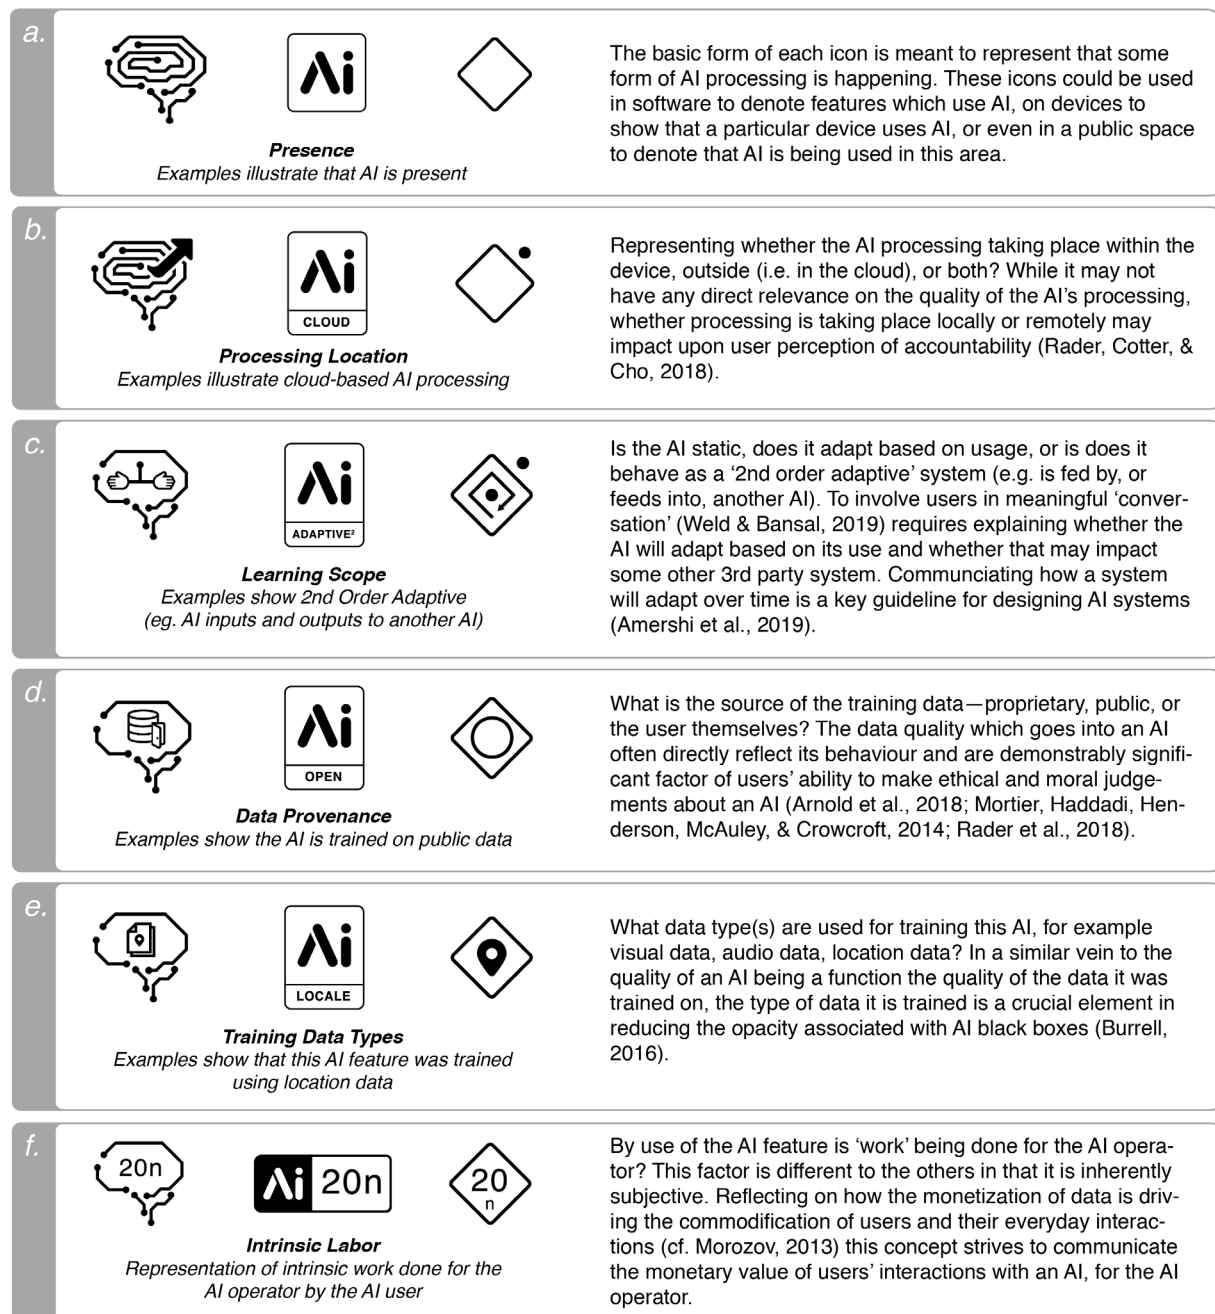 a.
Ai
Presence
Examples illustrate that AI is present
The basic form of each icon is meant to represent that some
form of AI processing is happening. These icons could be used
in software to denote features which use AI, on devices to
show that a particular device uses AI, or even in a public space
to denote that AI is being used in this area.
b.
Ai
CLOUD
Processing Location
Examples illustrate cloud-based AI processing
Representing whether the AI processing taking place within the
device, outside (i.e. in the cloud), or both? While it may not
have any direct relevance on the quality of the AI’s processing,
whether processing is taking place locally or remotely may
impact upon user perception of accountability (Rader, Cotter, &
Cho, 2018).
c.
Ai
ADAPTIVE²
Learning Scope
Examples show 2nd Order Adaptive
(eg. AI inputs and outputs to another AI)
Is the AI static, does it adapt based on usage, or is does it
behave as a ‘2nd order adaptive’ system (e.g. is fed by, or
feeds into, another AI). To involve users in meaningful ‘conver-
sation’ (Weld & Bansal, 2019) requires explaining whether the
AI will adapt based on its use and whether that may impact
some other 3rd party system. Communciating how a system
will adapt over time is a key guideline for designing AI systems
(Amershi et al., 2019).
d.
Ai
OPEN
Data Provenance
Examples show the AI is trained on public data
What is the source of the training data—proprietary, public, or
the user themselves? The data quality which goes into an AI
often directly reflect its behaviour and are demonstrably signifi-
cant factor of users’ ability to make ethical and moral judge-
ments about an AI (Arnold et al., 2018; Mortier, Haddadi, Hen-
derson, McAuley, & Crowcroft, 2014; Rader et al., 2018).
e.
Ai
LOCALE
Training Data Types
Examples show that this AI feature was trained
using location data
What data type(s) are used for training this AI, for example
visual data, audio data, location data? In a similar vein to the
quality of an AI being a function the quality of the data it was
trained on, the type of data it is trained is a crucial element in
reducing the opacity associated with AI black boxes (Burrell,
2016).
f.
20n
Ai 20n
20
n
Intrinsic Labor
Representation of intrinsic work done for the
AI operator by the AI user
By use of the AI feature is ‘work’ being done for the AI opera-
tor? This factor is different to the others in that it is inherently
subjective. Reflecting on how the monetization of data is driv-
ing the commodification of users and their everyday interac-
tions (cf. Morozov, 2013) this concept strives to communicate
the monetary value of users’ interactions with an AI, for the AI
operator.